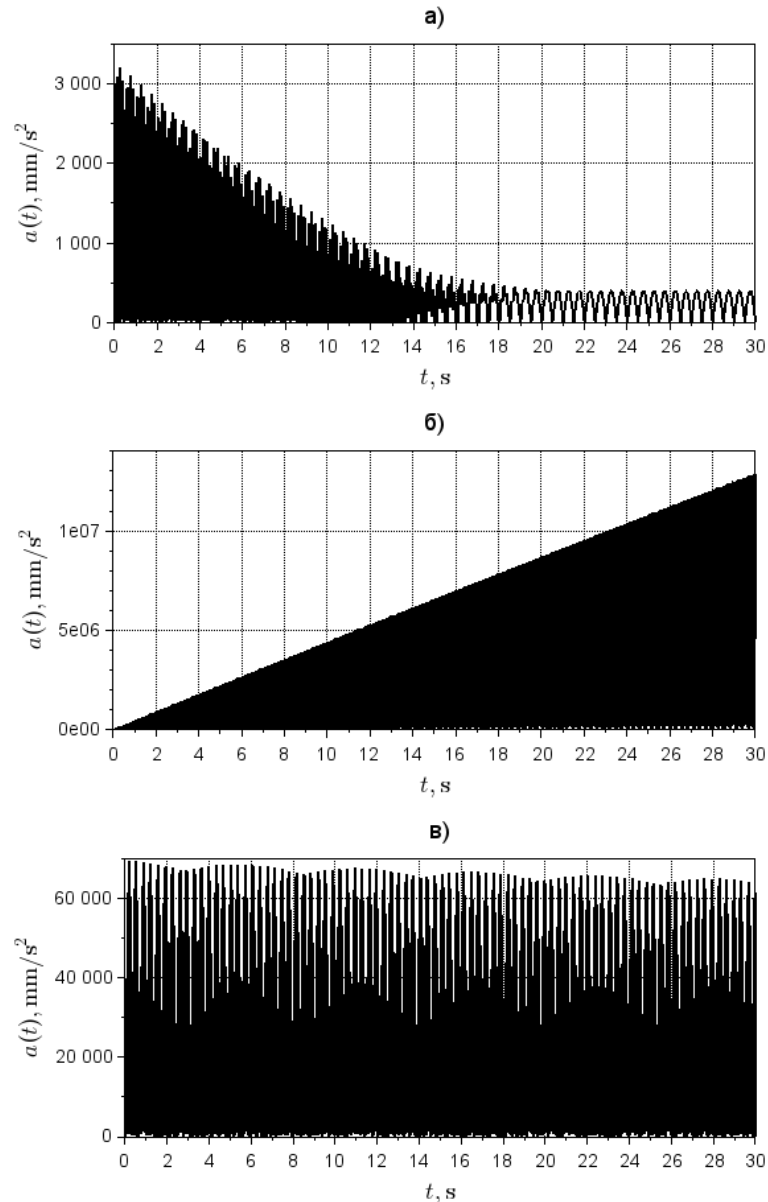 а)
3 000
2 000
1 000
0
a(t), mm/s²
0 2 4 6 8 10 12 14 16 18 20 22 24 26 28 30
t, s
б)
1e07
5e06
0e00
a(t), mm/s²
0 2 4 6 8 10 12 14 16 18 20 22 24 26 28 30
t, s
в)
60 000
40 000
20 000
0
a(t), mm/s²
0 2 4 6 8 10 12 14 16 18 20 22 24 26 28 30
t, s